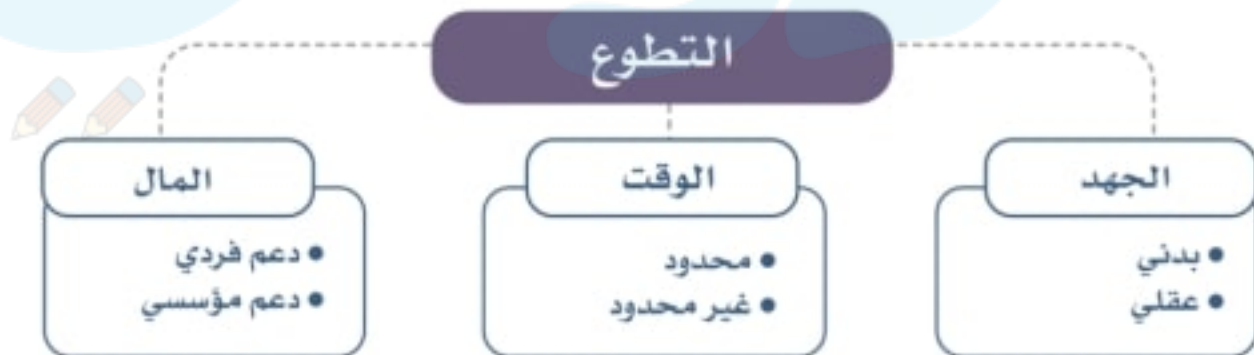 التطوع
الجهد
• بدني
• عقلي
الوقت
• محدود
• غير محدود
المال
• دعم فردي
• دعم مؤسسي